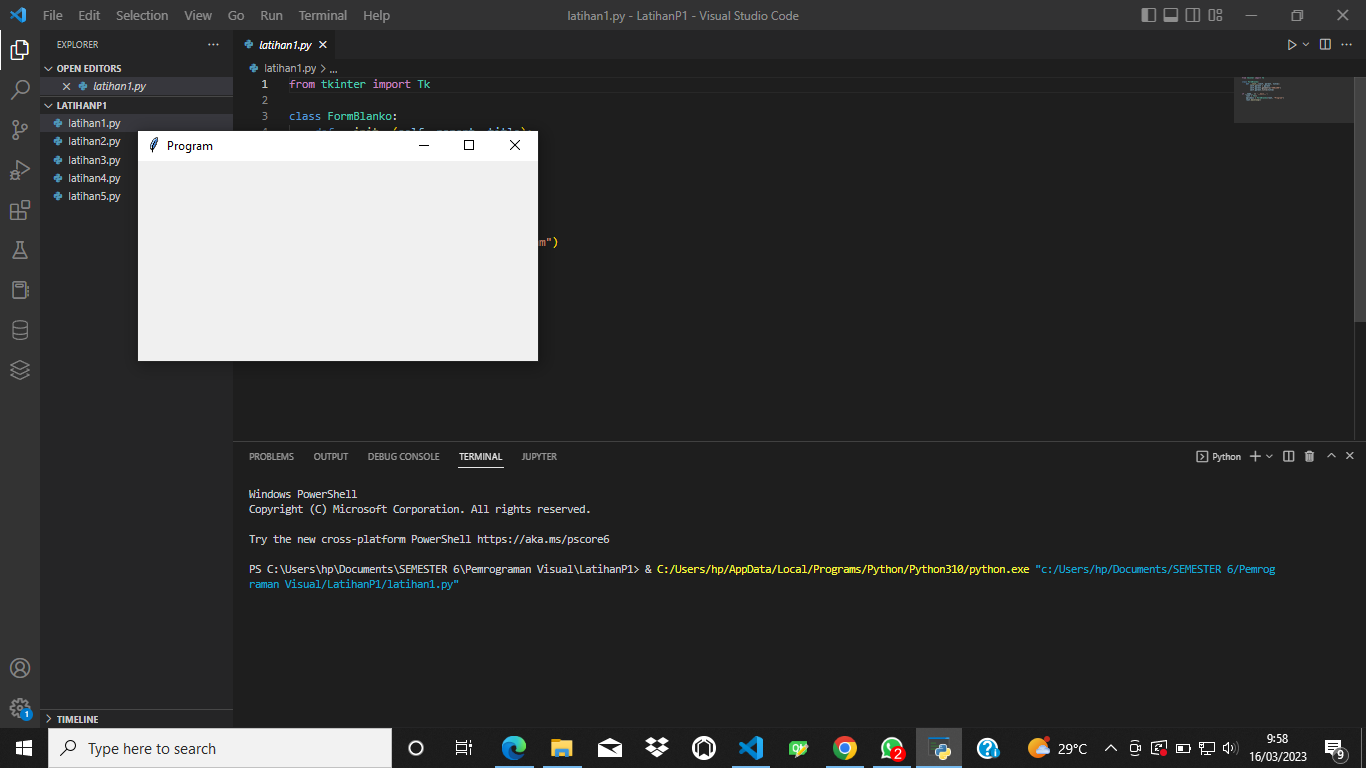 File Edit Selection View Go Run Terminal Help
latihan1.py - LatihanP1 - Visual Studio Code
EXPLORER
OPEN EDITORS
latihan1.py
LATIHANP1
latihan1.py
latihan2.py
latihan3.py
latihan4.py
latihan5.py
TIMELINE
latihan1.py
latihan1.py > ...
1 from tkinter import Tk
2
3 class FormBlanko:
m")
Program
PROBLEMS OUTPUT DEBUG CONSOLE TERMINAL JUPYTER
Python
Windows PowerShell
Copyright (C) Microsoft Corporation. All rights reserved.
Try the new cross-platform PowerShell https://aka.ms/pscore6
PS C:\Users\hp\Documents\SEMESTER 6\Pemrograman Visual\LatihanP1> & C:/Users/hp/AppData/Local/Programs/Python/Python310/python.exe "c:/Users/hp/Documents/SEMESTER 6/Pemrog
raman Visual/LatihanP1/latihan1.py"
1
Type here to search
2
29°C
9:58
16/03/2023
9